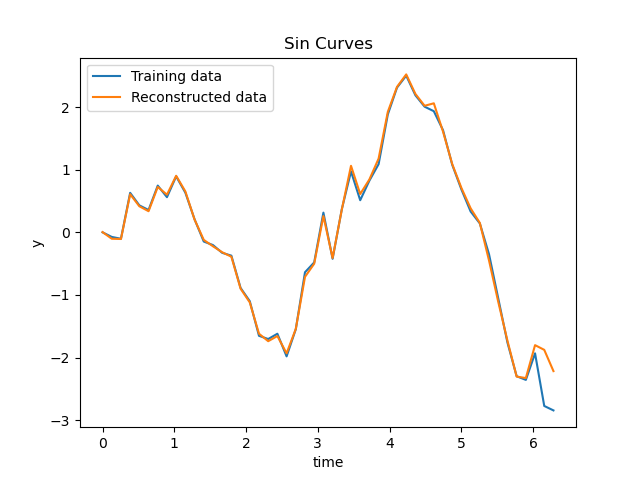 Sin Curves
Training data
Reconstructed data
2
1
0
−1
−2
−3
y
0 1 2 3 4 5 6
time